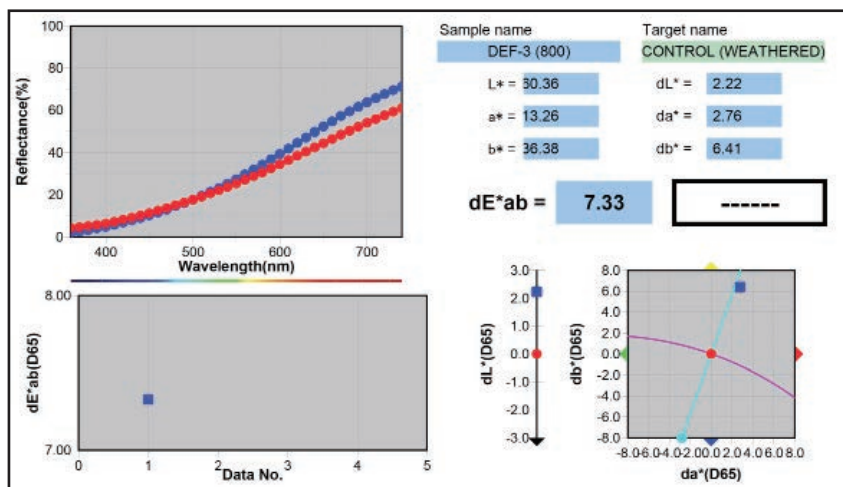 Sample name
Target name
DEF-3 (800)
CONTROL (WEATHERED)
L* = 60.36
dL* = 2.22
a* = 13.26
da* = 2.76
b* = 36.38
db* = 6.41
dE*ab = 7.33
------
Reflectance(%)
100
80
60
40
20
0
400 500 600 700
Wavelength(nm)
dE*ab(D65)
8.00
7.00
0 1 2 3 4 5
Data No.
dL*(D65)
3.0
2.0
1.0
0.0
-1.0
-2.0
-3.0
db*(D65)
8.0
6.0
4.0
2.0
0.0
-2.0
-4.0
-6.0
-8.0
-8.0-6.0-4.0-2.00.0 2.0 4.0 6.0 8.0
da*(D65)